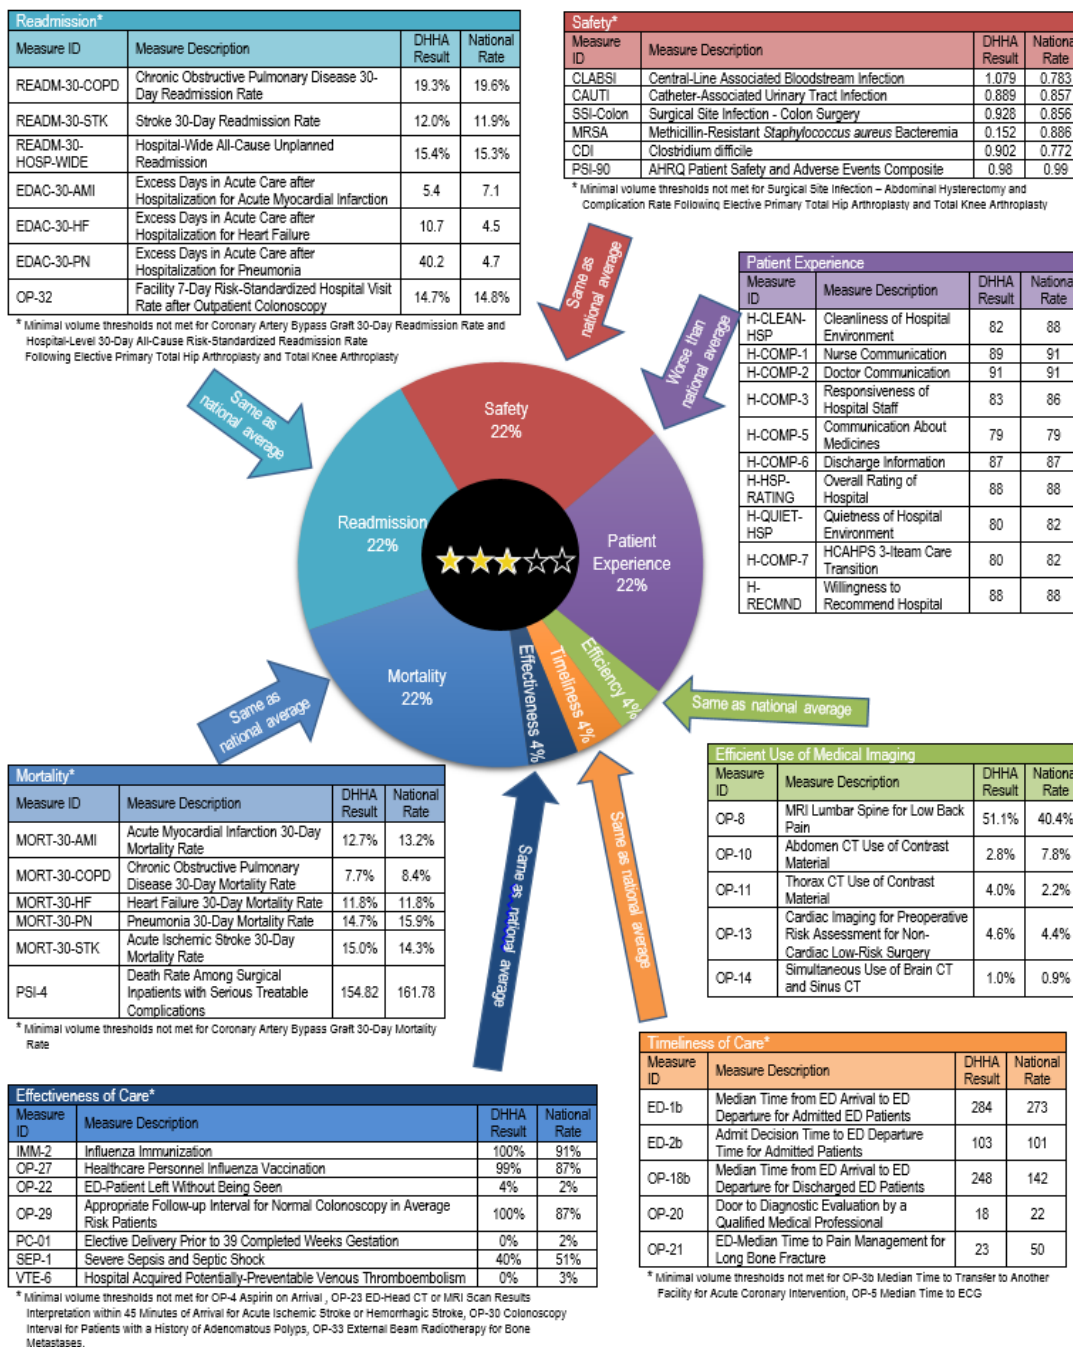 Readmission*
Measure ID Measure Description DHHA Result National Rate
READM-30-COPD Chronic Obstructive Pulmonary Disease 30-Day Readmission Rate 19.3% 19.6%
READM-30-STK Stroke 30-Day Readmission Rate 12.0% 11.9%
READM-30-HOSP-WIDE Hospital-Wide All-Cause Unplanned Readmission 15.4% 15.3%
EDAC-30-AMI Excess Days in Acute Care after Hospitalization for Acute Myocardial Infarction 5.4 7.1
EDAC-30-HF Excess Days in Acute Care after Hospitalization for Heart Failure 10.7 4.5
EDAC-30-PN Excess Days in Acute Care after Hospitalization for Pneumonia 40.2 4.7
OP-32 Facility 7-Day Risk-Standardized Hospital Visit Rate after Outpatient Colonoscopy 14.7% 14.8%
* Minimal volume thresholds not met for Coronary Artery Bypass Graft 30-Day Readmission Rate and
Hospital-Level 30-Day All-Cause Risk-Standardized Readmission Rate
Following Elective Primary Total Hip Arthroplasty and Total Knee Arthroplasty
Safety*
Measure ID Measure Description DHHA Result National Rate
CLABSI Central-Line Associated Bloodstream Infection 1.079 0.783
CAUTI Catheter-Associated Urinary Tract Infection 0.889 0.857
SSI-Colon Surgical Site Infection - Colon Surgery 0.928 0.856
MRSA Methicillin-Resistant Staphylococcus aureus Bacteremia 0.152 0.886
CDI Clostridium difficile 0.902 0.772
PSI-90 AHRQ Patient Safety and Adverse Events Composite 0.98 0.99
* Minimal volume thresholds not met for Surgical Site Infection – Abdominal Hysterectomy and
Complication Rate Following Elective Primary Total Hip Arthroplasty and Total Knee Arthroplasty
Patient Experience
Measure ID Measure Description DHHA Result National Rate
H-CLEAN-HSP Cleanliness of Hospital Environment 82 88
H-COMP-1 Nurse Communication 89 91
H-COMP-2 Doctor Communication 91 91
H-COMP-3 Responsiveness of Hospital Staff 83 86
H-COMP-5 Communication About Medicines 79 79
H-COMP-6 Discharge Information 87 87
H-HSP-RATING Overall Rating of Hospital 88 88
H-QUIET-HSP Quietness of Hospital Environment 80 82
H-COMP-7 HCAHPS 3-Iteam Care Transition 80 82
H-RECMND Willingness to Recommend Hospital 88 88
Same as national average
Same as national average
Worse than national average
Safety
22%
Readmission
22%
Patient
Experience
22%
Mortality
22%
Effectiveness 4%
Timeliness 4%
Efficiency 4%
Same as national average
Same as national average
Same as national average
Same as national average
Efficient Use of Medical Imaging
Measure ID Measure Description DHHA Result National Rate
OP-8 MRI Lumbar Spine for Low Back Pain 51.1% 40.4%
OP-10 Abdomen CT Use of Contrast Material 2.8% 7.8%
OP-11 Thorax CT Use of Contrast Material 4.0% 2.2%
OP-13 Cardiac Imaging for Preoperative Risk Assessment for Non-Cardiac Low-Risk Surgery 4.6% 4.4%
OP-14 Simultaneous Use of Brain CT and Sinus CT 1.0% 0.9%
Mortality*
Measure ID Measure Description DHHA Result National Rate
MORT-30-AMI Acute Myocardial Infarction 30-Day Mortality Rate 12.7% 13.2%
MORT-30-COPD Chronic Obstructive Pulmonary Disease 30-Day Mortality Rate 7.7% 8.4%
MORT-30-HF Heart Failure 30-Day Mortality Rate 11.8% 11.8%
MORT-30-PN Pneumonia 30-Day Mortality Rate 14.7% 15.9%
MORT-30-STK Acute Ischemic Stroke 30-Day Mortality Rate 15.0% 14.3%
PSI-4 Death Rate Among Surgical Inpatients with Serious Treatable Complications 154.82 161.78
* Minimal volume thresholds not met for Coronary Artery Bypass Graft 30-Day Mortality
Rate
Timeliness of Care*
Measure ID Measure Description DHHA Result National Rate
ED-1b Median Time from ED Arrival to ED Departure for Admitted ED Patients 284 273
ED-2b Admit Decision Time to ED Departure Time for Admitted Patients 103 101
OP-18b Median Time from ED Arrival to ED Departure for Discharged ED Patients 248 142
OP-20 Door to Diagnostic Evaluation by a Qualified Medical Professional 18 22
OP-21 ED-Median Time to Pain Management for Long Bone Fracture 23 50
* Minimal volume thresholds not met for OP-3b Median Time to Transfer to Another
Facility for Acute Coronary Intervention, OP-5 Median Time to ECG
Effectiveness of Care*
Measure ID Measure Description DHHA Result National Rate
IMM-2 Influenza Immunization 100% 91%
OP-27 Healthcare Personnel Influenza Vaccination 99% 87%
OP-22 ED-Patient Left Without Being Seen 4% 2%
OP-29 Appropriate Follow-up Interval for Normal Colonoscopy in Average Risk Patients 100% 87%
PC-01 Elective Delivery Prior to 39 Completed Weeks Gestation 0% 2%
SEP-1 Severe Sepsis and Septic Shock 40% 51%
VTE-6 Hospital Acquired Potentially-Preventable Venous Thromboembolism 0% 3%
* Minimal volume thresholds not met for OP-4 Aspirin on Arrival , OP-23 ED-Head CT or MRI Scan Results
Interpretation within 45 Minutes of Arrival for Acute Ischemic Stroke or Hemorrhagic Stroke, OP-30 Colonoscopy
Interval for Patients with a History of Adenomatous Polyps, OP-33 External Beam Radiotherapy for Bone
Metastases.